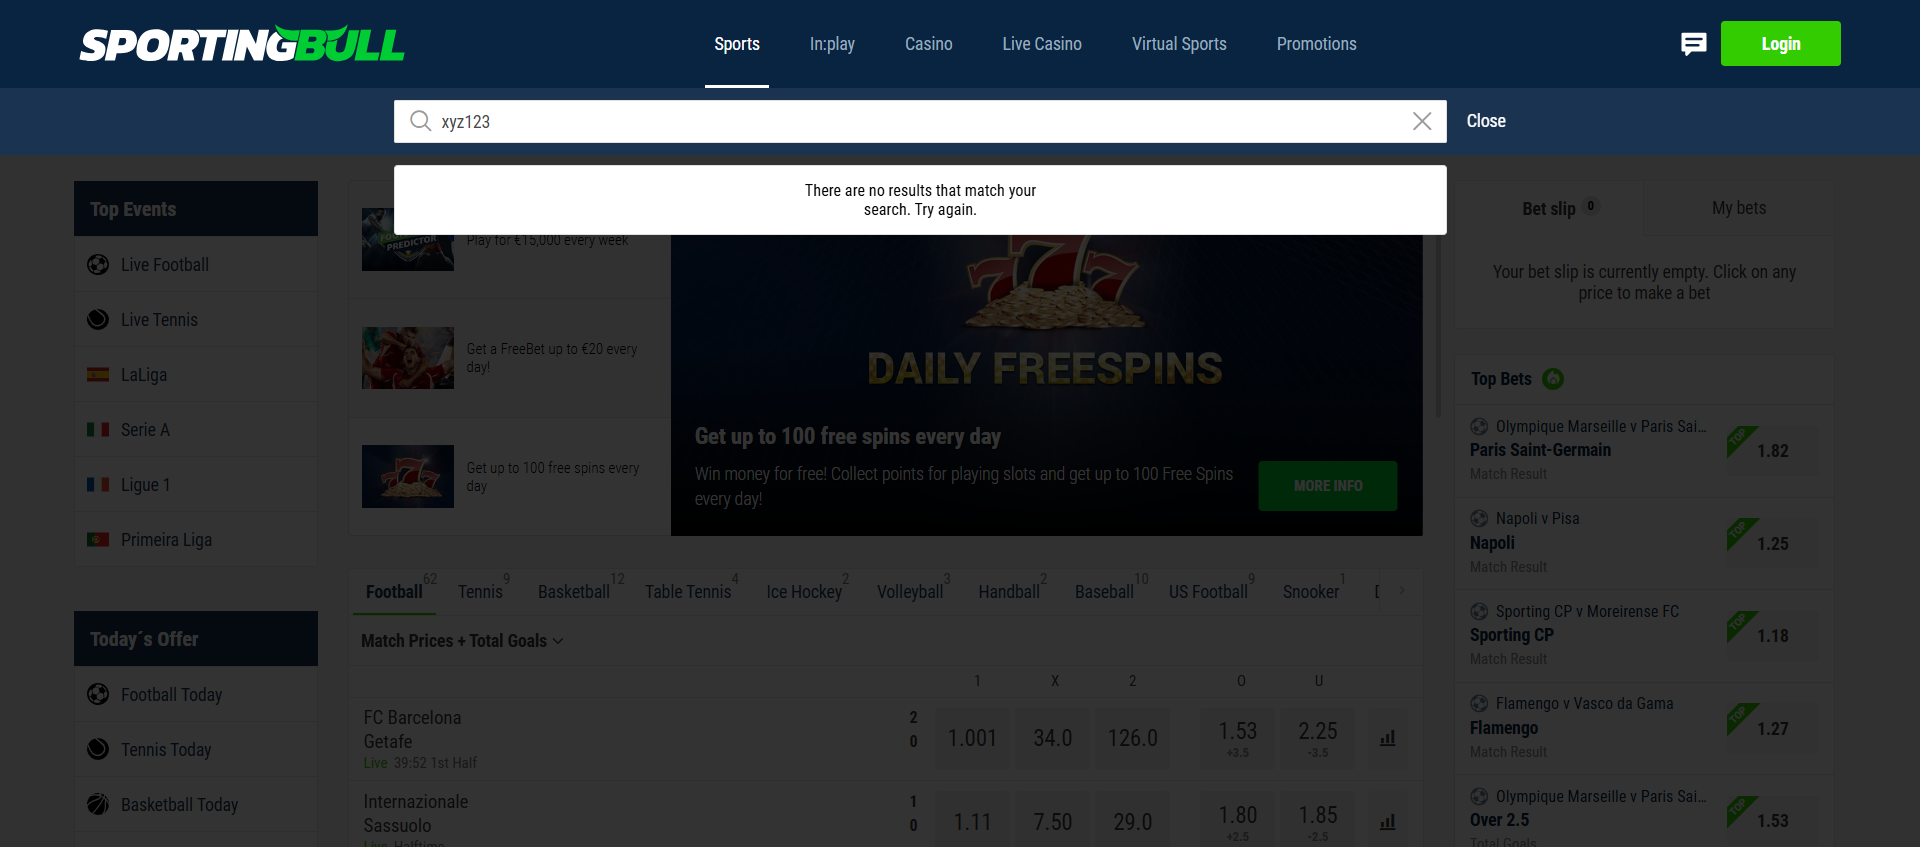 SPORTINGBULL
Sports
In:play
Casino
Live Casino
Virtual Sports
Promotions
Login
xyz123
Close
There are no results that match your
search. Try again.
Top Events
Live Football
Live Tennis
LaLiga
Serie A
Ligue 1
Primeira Liga
Today´s Offer
Football Today
Tennis Today
Basketball Today
PREDICTOR
Play for €15,000 every week
Get a FreeBet up to €20 every
day!
Get up to 100 free spins every
day
777
DAILY FREESPINS
Get up to 100 free spins every day
Win money for free! Collect points for playing slots and get up to 100 Free Spins
every day!
MORE INFO
Football 62
Tennis 9
Basketball 12
Table Tennis 4
Ice Hockey 2
Volleyball 3
Handball 2
Baseball 10
US Football 9
Snooker 1
Match Prices + Total Goals
1 X 2 O U
FC Barcelona 2
Getafe 0
Live 39:52 1st Half
1.001 34.0 126.0 1.53 2.25
+3.5 -3.5
Internazionale 1
Sassuolo 0
Live Halftime
1.11 7.50 29.0 1.80 1.85
+2.5 -2.5
Bet slip 0
My bets
Your bet slip is currently empty. Click on any
price to make a bet
Top Bets
Olympique Marseille v Paris Sai...
Paris Saint-Germain
Match Result
TOP
1.82
Napoli v Pisa
Napoli
Match Result
TOP
1.25
Sporting CP v Moreirense FC
Sporting CP
Match Result
TOP
1.18
Flamengo v Vasco da Gama
Flamengo
Match Result
TOP
1.27
Olympique Marseille v Paris Sai...
Over 2.5
Total Goals
TOP
1.53